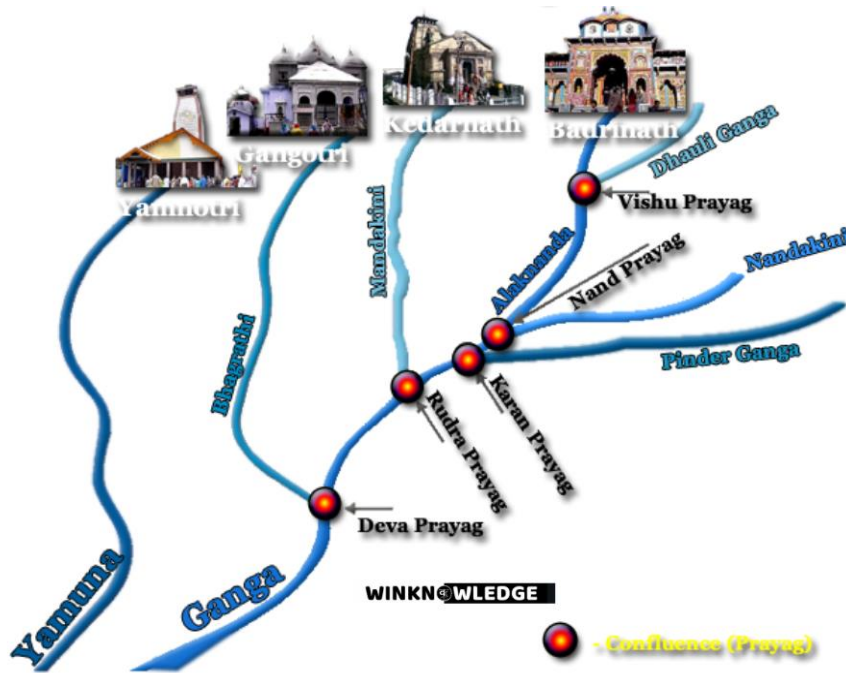 Yamnotri
Gangotri
Kedarnath
Badrinath
Dhauli Ganga
Vishu Prayag
Mandakini
Alaknanda
Nand Prayag
Nandakini
Pinder Ganga
Bhagrathi
Rudra Prayag
Karan Prayag
Deva Prayag
Yamuna
Ganga
WINKNOWLEDGE
- Confluence (Prayag)